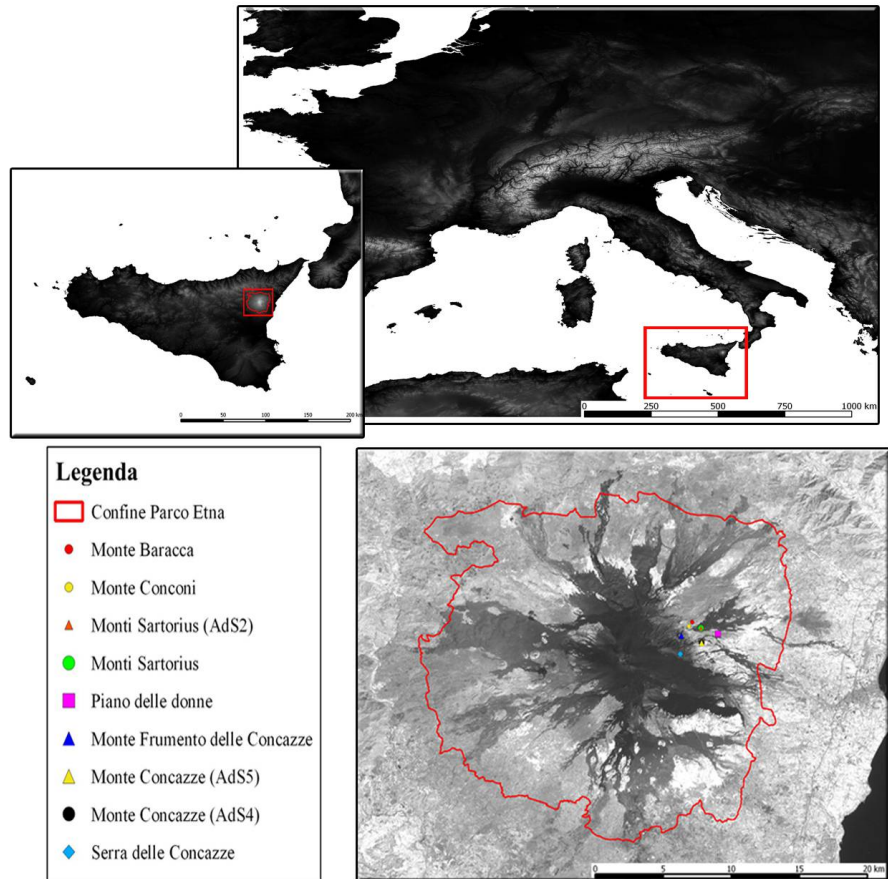 0 50 100 150 200 km
0 250 500 750 1000 km
Legenda
Confine Parco Etna
Monte Baracca
Monte Conconi
Monti Sartorius (AdS2)
Monti Sartorius
Piano delle donne
Monte Frumento delle Concazze
Monte Concazze (AdS5)
Monte Concazze (AdS4)
Serra delle Concazze
0 5 10 15 20 km